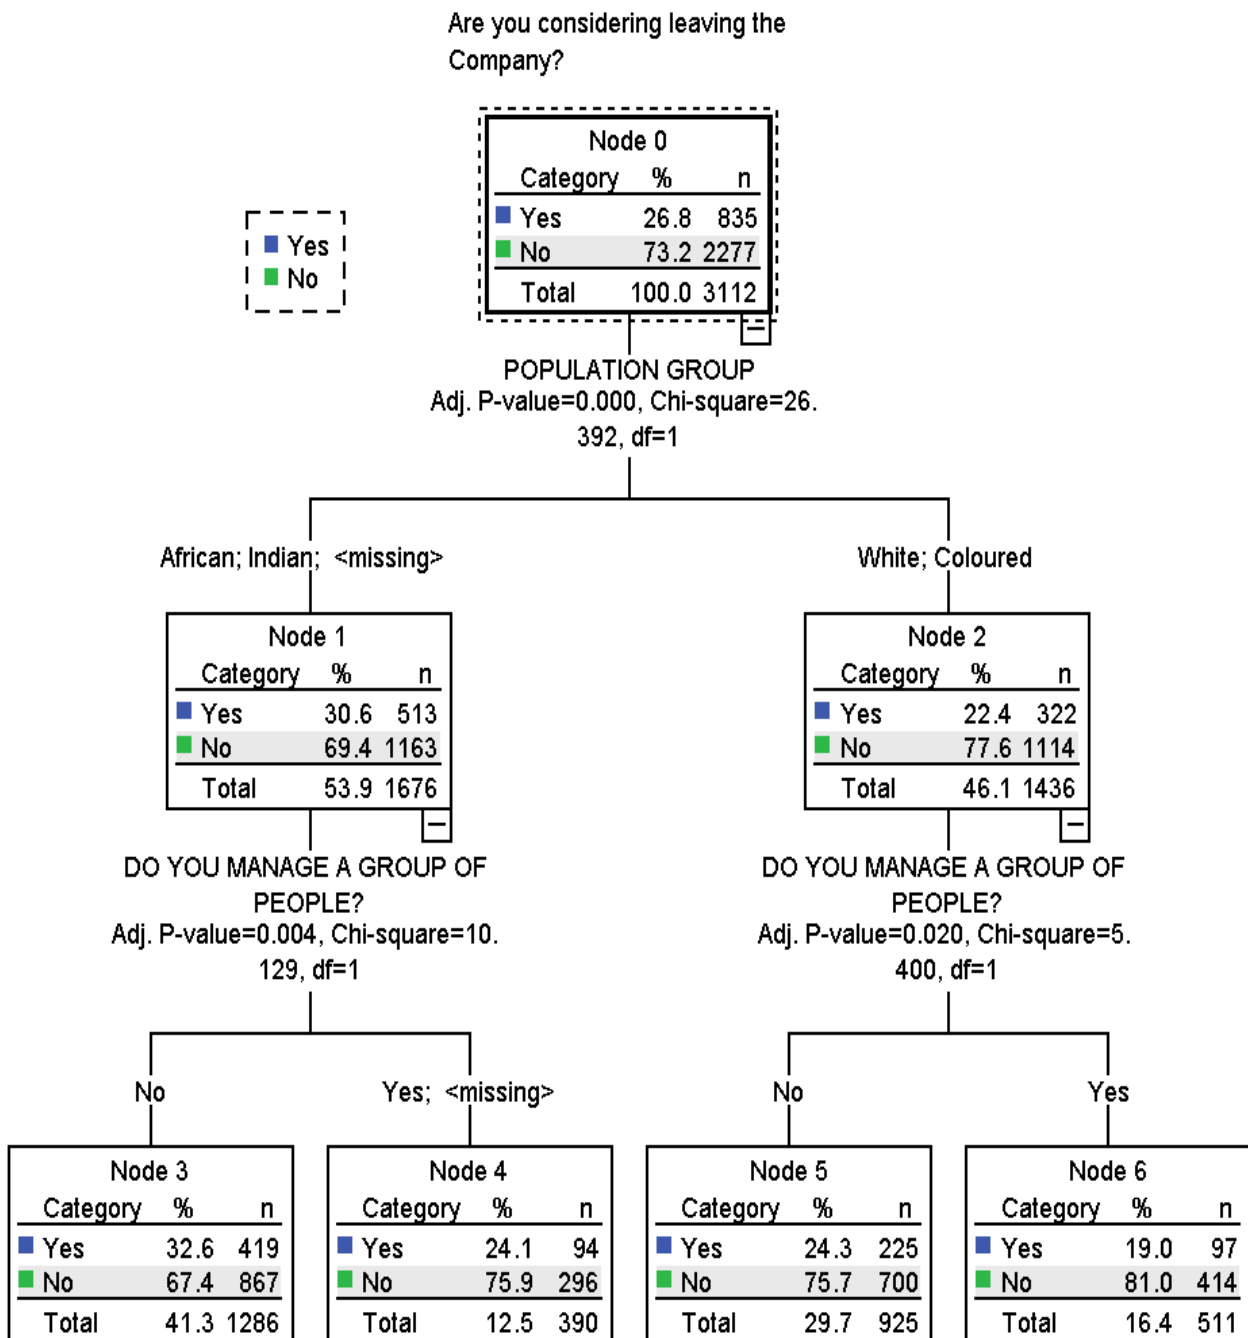 Are you considering leaving the
Company?
Node 0
Category % n
Yes 26.8 835
No 73.2 2277
Total 100.0 3112
Yes
No
POPULATION GROUP
Adj. P-value=0.000, Chi-square=26.
392, df=1
African; Indian; <missing>
White; Coloured
Node 1
Category % n
Yes 30.6 513
No 69.4 1163
Total 53.9 1676
Node 2
Category % n
Yes 22.4 322
No 77.6 1114
Total 46.1 1436
DO YOU MANAGE A GROUP OF
PEOPLE?
Adj. P-value=0.004, Chi-square=10.
129, df=1
DO YOU MANAGE A GROUP OF
PEOPLE?
Adj. P-value=0.020, Chi-square=5.
400, df=1
No
Yes; <missing>
No
Yes
Node 3
Category % n
Yes 32.6 419
No 67.4 867
Total 41.3 1286
Node 4
Category % n
Yes 24.1 94
No 75.9 296
Total 12.5 390
Node 5
Category % n
Yes 24.3 225
No 75.7 700
Total 29.7 925
Node 6
Category % n
Yes 19.0 97
No 81.0 414
Total 16.4 511